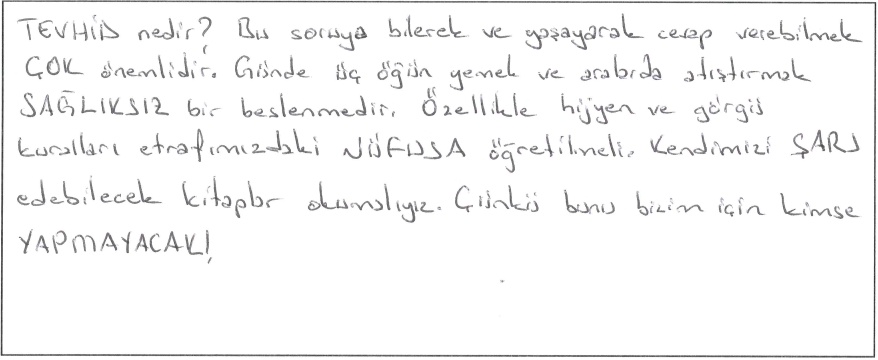 TEVHİD nedir? Bu soruya bilerek ve yaşayarak cevap verebilmek
ÇOK önemlidir. Günde üç öğün yemek ve arabırda atıştırmak
SAĞLIKSIZ bir beslenmedir. Özellikle hijyen ve görgü
kuralları etrafımızdaki NÜFUSA öğretilmeli. Kendimizi ŞARJ
edebilecek kitaplar okumalıyız. Çünkü bunu bizim için kimse
YAPMAYACAK!